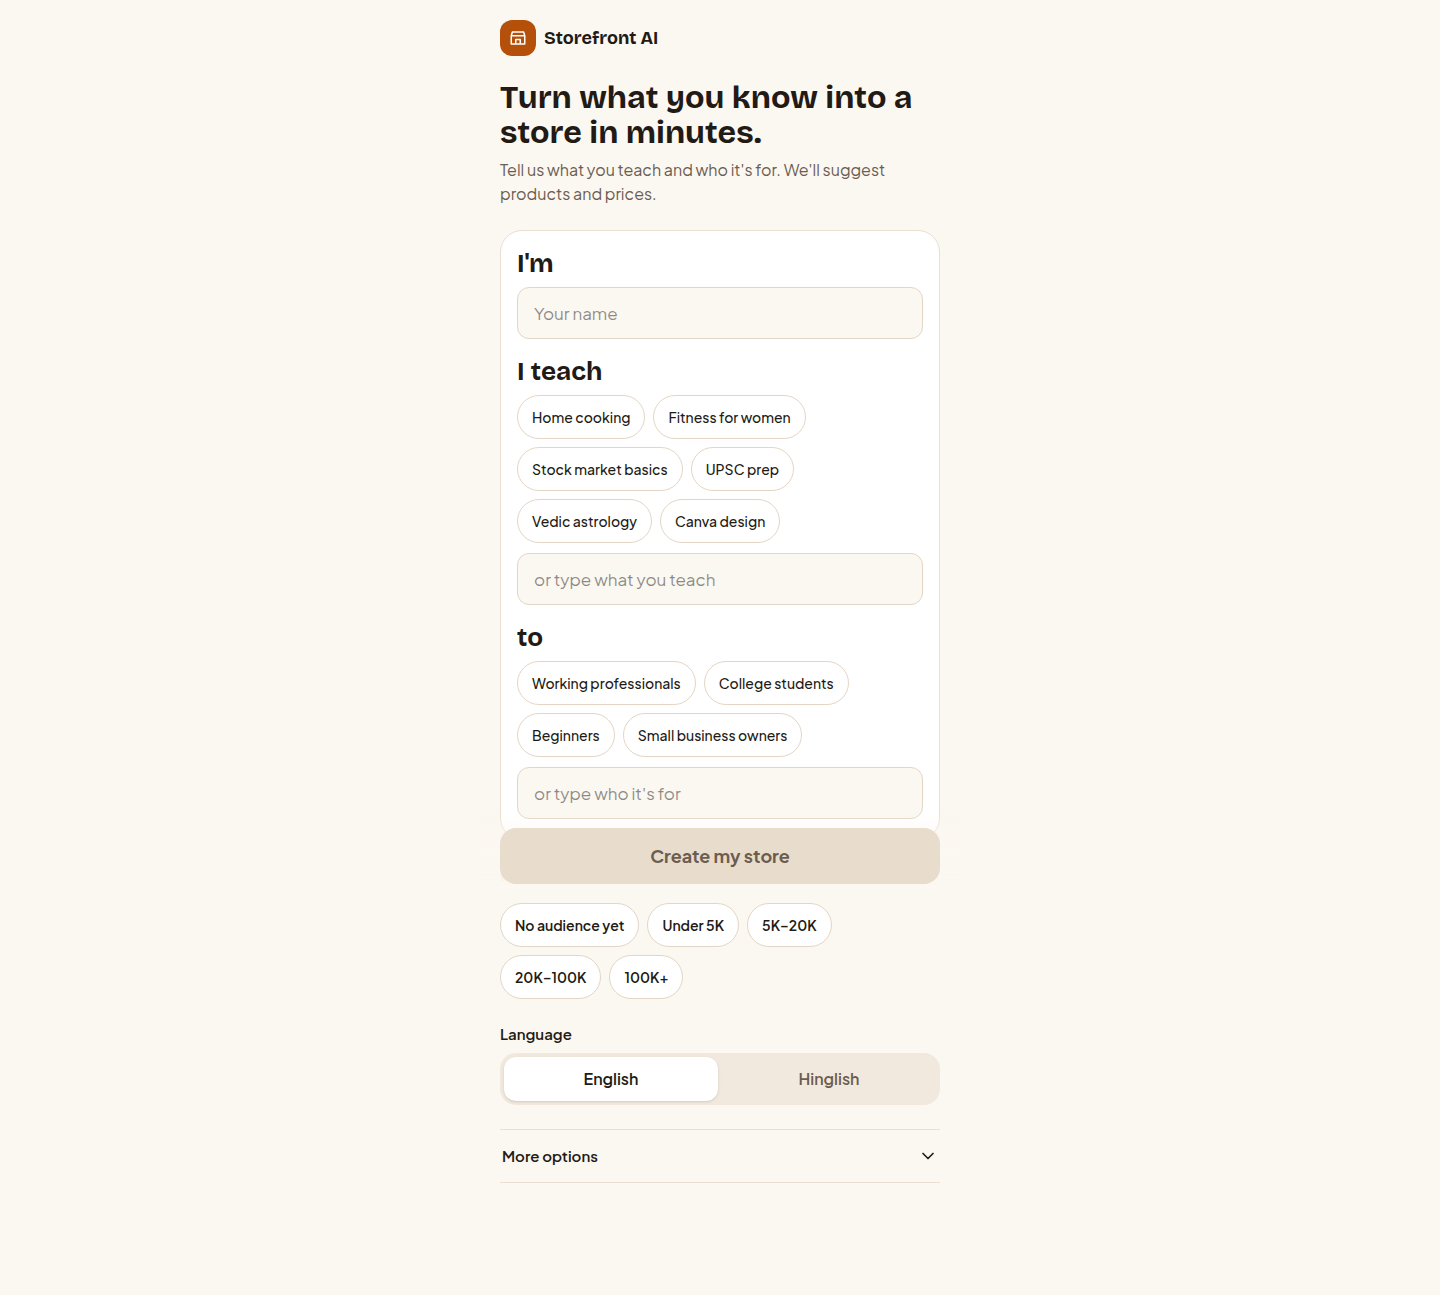 Storefront AI
Turn what you know into a
store in minutes.
Tell us what you teach and who it's for. We'll suggest
products and prices.
I'm
Your name
I teach
Home cooking
Fitness for women
Stock market basics
UPSC prep
Vedic astrology
Canva design
or type what you teach
to
Working professionals
College students
Beginners
Small business owners
or type who it's for
Create my store
No audience yet
Under 5K
5K–20K
20K–100K
100K+
Language
English
Hinglish
More options